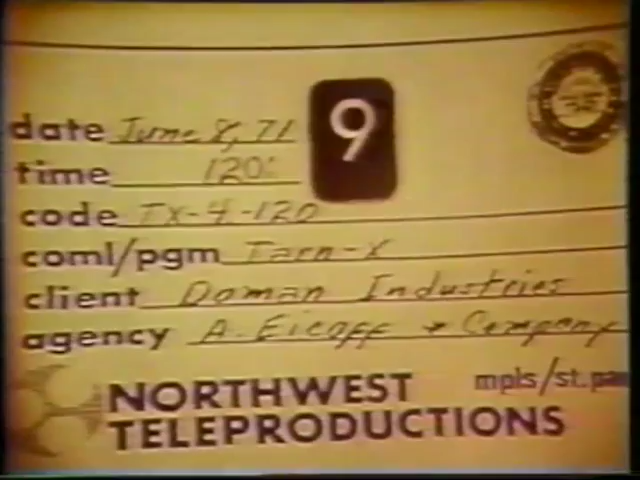 date June 8, 71
9
time 120:
code TX-4-120
coml/pgm Tarn-X
client Doman Industries
agency A. Eicoff + Company
NORTHWEST mpls/st.pa
TELEPRODUCTIONS